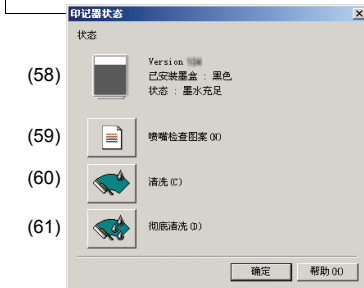 印记器状态
状态
(58)
Version
已安装墨盒 : 黑色
状态 : 墨水充足
(59)
喷嘴检查图案(N)
(60)
清洗(C)
(61)
彻底清洗(D)
确定
帮助(H)